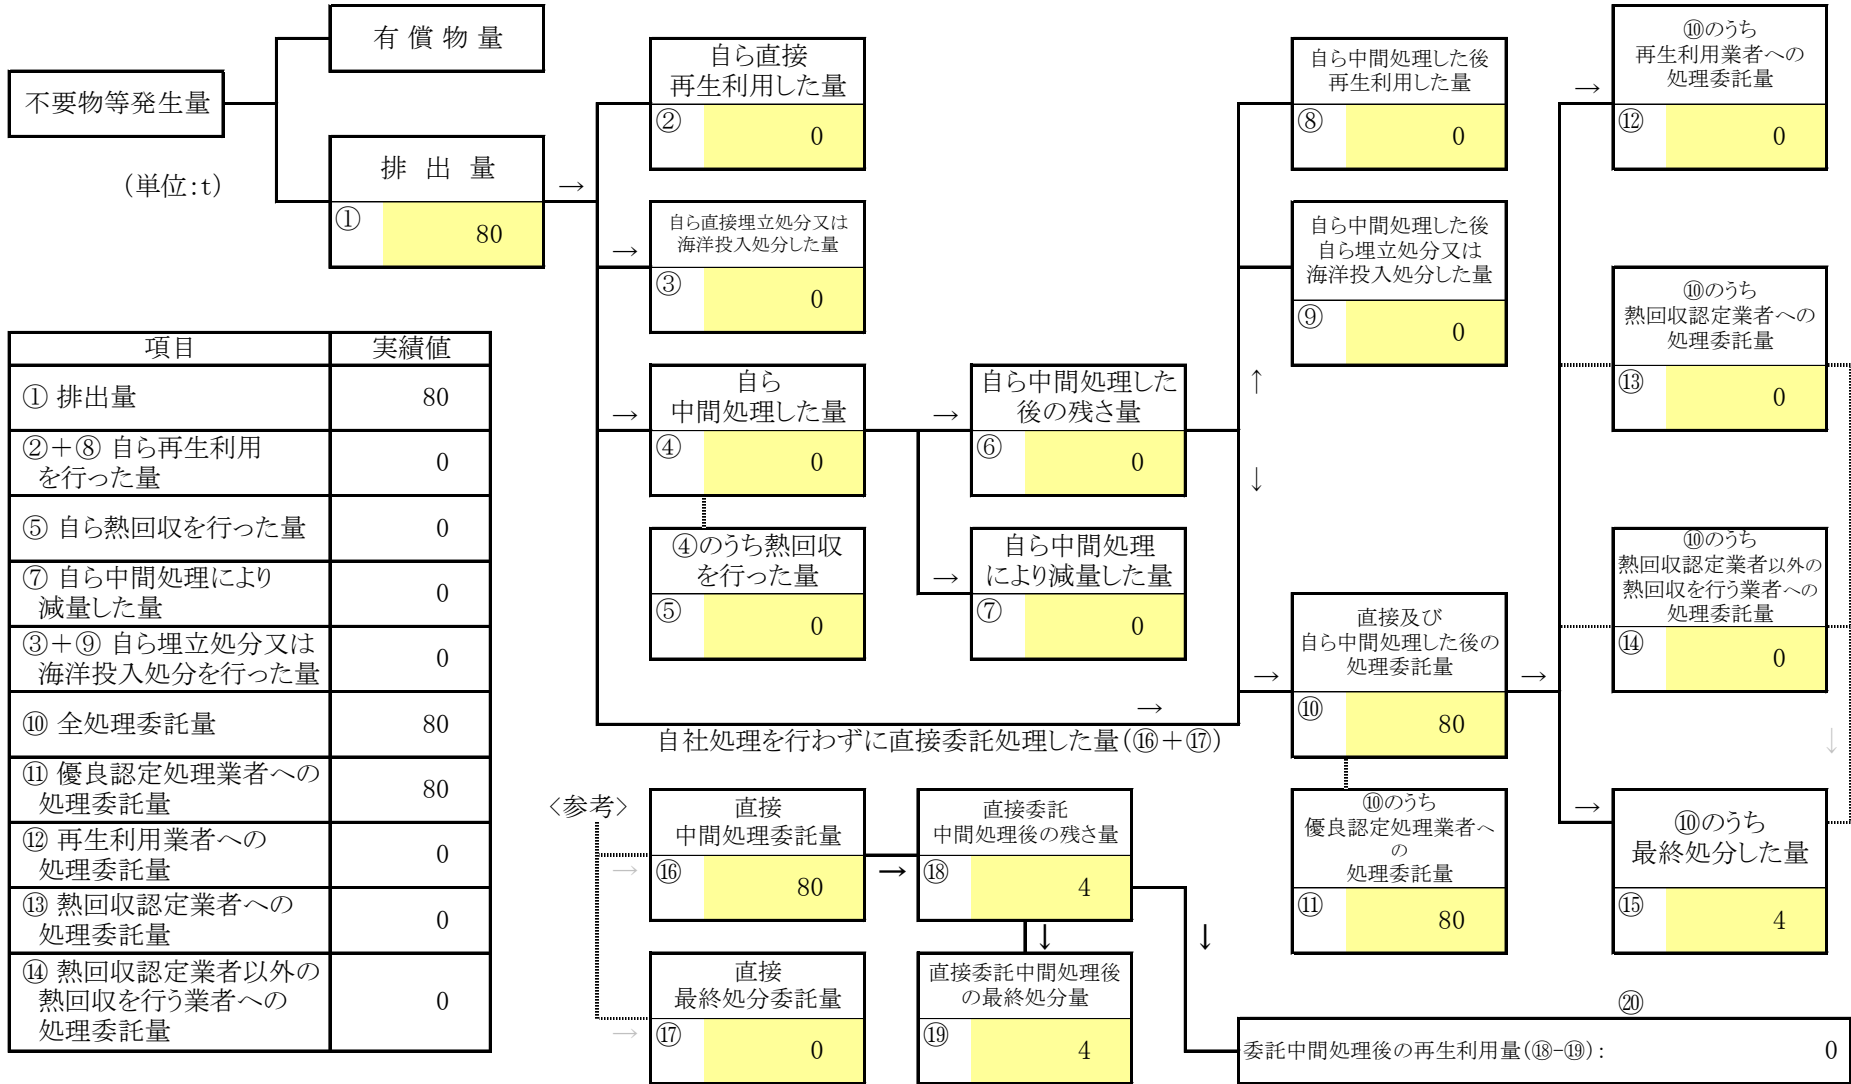 不要物等発生量
(単位:t)
有 償 物 量
排 出 量
① 80
→
自ら直接
再生利用した量
② 0
→
自ら直接埋立処分又は
海洋投入処分した量
③ 0
→
自ら
中間処理した量
④ 0
④のうち熱回収
を行った量
⑤ 0
→
自ら中間処理した
後の残さ量
⑥ 0
→
自ら中間処理
により減量した量
⑦ 0
↑
↓
自ら中間処理した後
再生利用した量
⑧ 0
自ら中間処理した後
自ら埋立処分又は
海洋投入処分した量
⑨ 0
→
自社処理を行わずに直接委託処理した量(⑯+⑰)
→
直接及び
自ら中間処理した後の
処理委託量
⑩ 80
⑩のうち
優良認定処理業者へ
の
処理委託量
⑪ 80
→
→
⑩のうち
再生利用業者への
処理委託量
⑫ 0
⑩のうち
熱回収認定業者への
処理委託量
⑬ 0
⑩のうち
熱回収認定業者以外の
熱回収を行う業者への
処理委託量
⑭ 0
↓
→
⑩のうち
最終処分した量
⑮ 4
項目 実績値
① 排出量 80
②+⑧ 自ら再生利用
を行った量 0
⑤ 自ら熱回収を行った量 0
⑦ 自ら中間処理により
減量した量 0
③+⑨ 自ら埋立処分又は
海洋投入処分を行った量 0
⑩ 全処理委託量 80
⑪ 優良認定処理業者への
処理委託量 80
⑫ 再生利用業者への
処理委託量 0
⑬ 熱回収認定業者への
処理委託量 0
⑭ 熱回収認定業者以外の
熱回収を行う業者への
処理委託量 0
<参考>
→
直接
中間処理委託量
⑯ 80
→
直接
最終処分委託量
⑰ 0
→
直接委託
中間処理後の残さ量
⑱ 4
↓
直接委託中間処理後
の最終処分量
⑲ 4
↓
⑳
委託中間処理後の再生利用量(⑱-⑲): 0